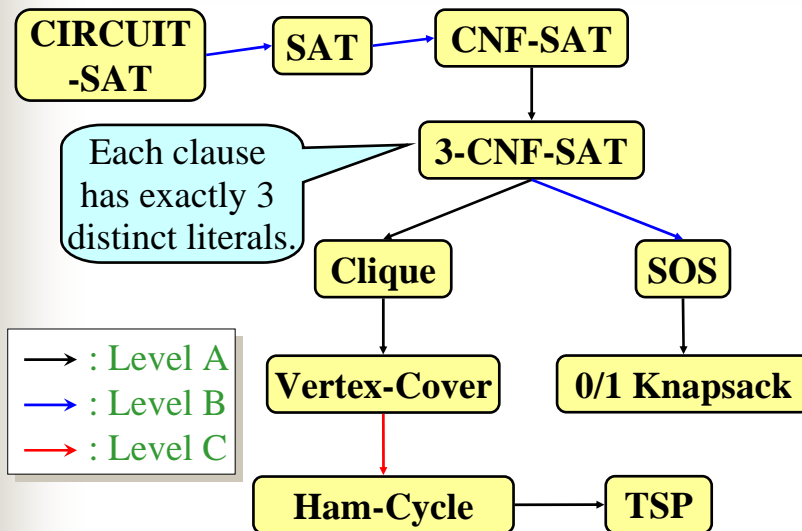 CIRCUIT
-SAT
SAT
CNF-SAT
3-CNF-SAT
Each clause
has exactly 3
distinct literals.
Clique
SOS
: Level A
: Level B
: Level C
Vertex-Cover
0/1 Knapsack
Ham-Cycle
TSP